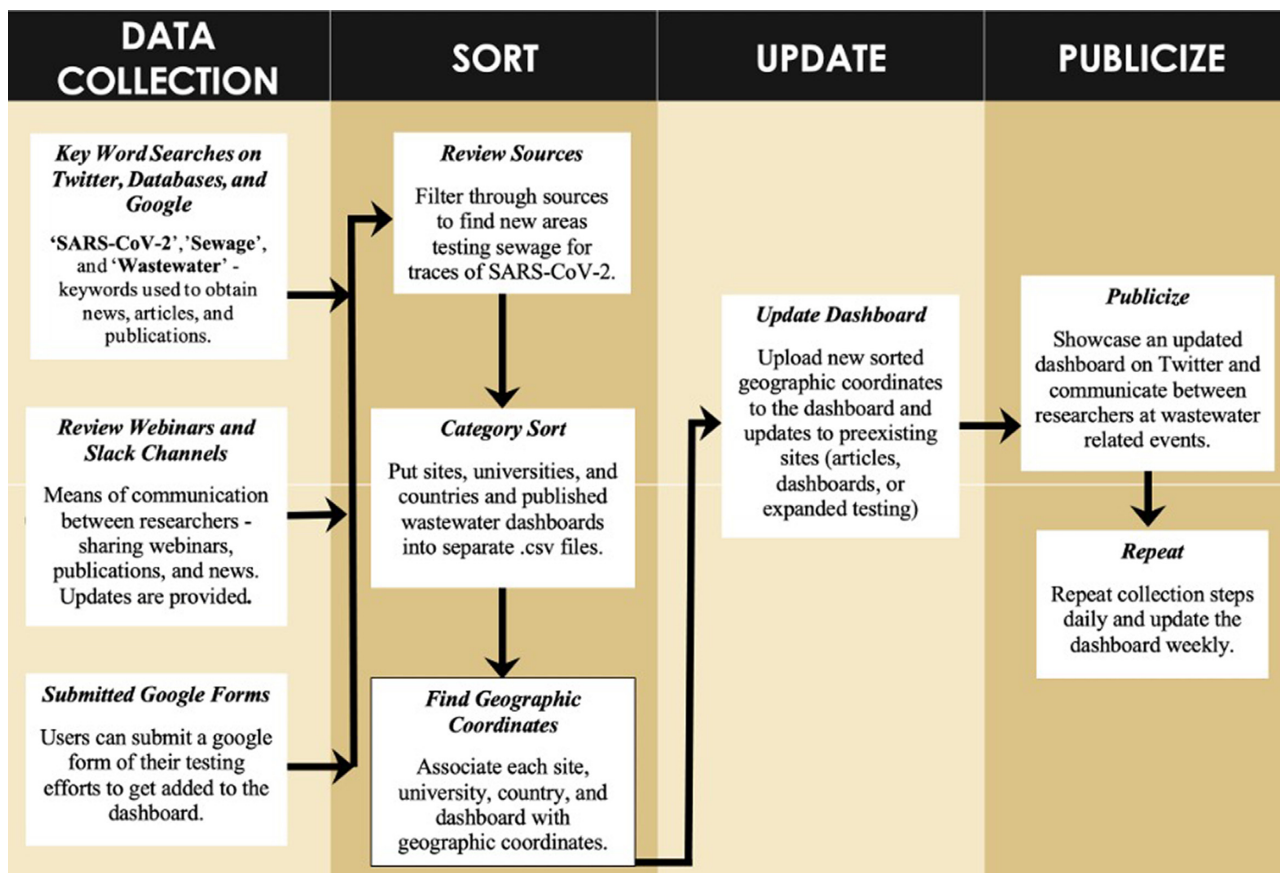 DATA
COLLECTION
SORT
UPDATE
PUBLICIZE
Key Word Searches on
Twitter, Databases, and
Google
‘SARS-CoV-2’,’Sewage’,
and ‘Wastewater’ -
keywords used to obtain
news, articles, and
publications.
Review Webinars and
Slack Channels
Means of communication
between researchers -
sharing webinars,
publications, and news.
Updates are provided.
Submitted Google Forms
Users can submit a google
form of their testing
efforts to get added to the
dashboard.
Review Sources
Filter through sources
to find new areas
testing sewage for
traces of SARS-CoV-2.
Category Sort
Put sites, universities, and
countries and published
wastewater dashboards
into separate .csv files.
Find Geographic
Coordinates
Associate each site,
university, country, and
dashboard with
geographic coordinates.
Update Dashboard
Upload new sorted
geographic coordinates
to the dashboard and
updates to preexisting
sites (articles,
dashboards, or
expanded testing)
Publicize
Showcase an updated
dashboard on Twitter and
communicate between
researchers at wastewater
related events.
Repeat
Repeat collection steps
daily and update the
dashboard weekly.